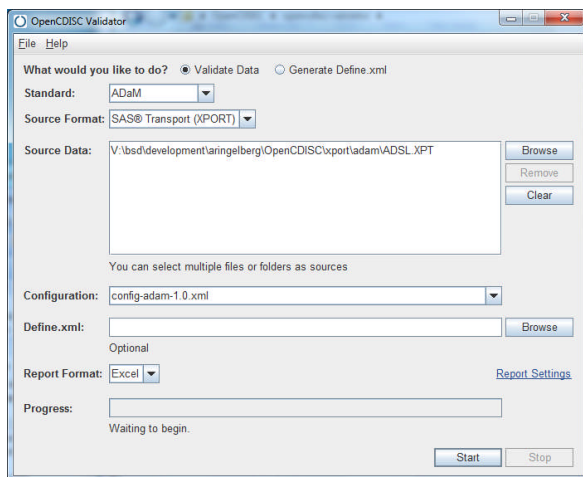 OpenCDISC Validator
File Help
What would you like to do? Validate Data Generate Define.xml
Standard: ADaM
Source Format: SAS® Transport (XPORT)
Source Data: V:\bsd\development\aringelberg\OpenCDISC\xport\adam\ADSL.XPT Browse
Remove
Clear
You can select multiple files or folders as sources
Configuration: config-adam-1.0.xml
Define.xml: Browse
Optional
Report Format: Excel Report Settings
Progress:
Waiting to begin.
Start Stop